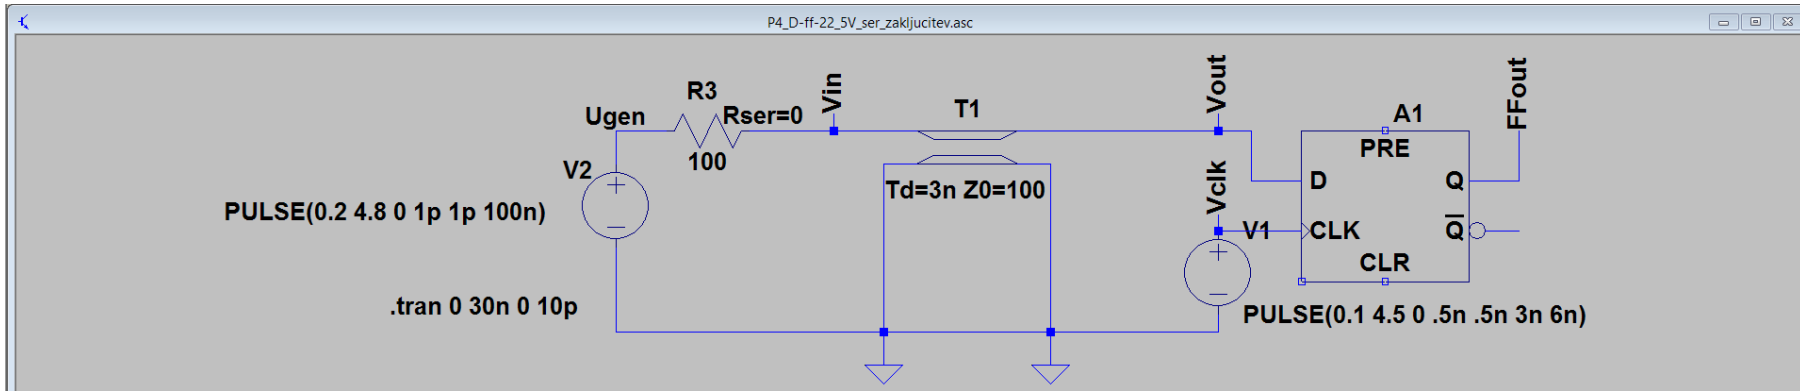 P4_D-ff-22_5V_ser_zakljucitev.asc
Vin
Vout
FFout
R3
Rser=0
T1
A1
Ugen
PRE
100
V2
Vclk
D
Q
Td=3n Z0=100
PULSE(0.2 4.8 0 1p 1p 100n)
V1
CLK
Q
CLR
.tran 0 30n 0 10p
PULSE(0.1 4.5 0 .5n .5n 3n 6n)